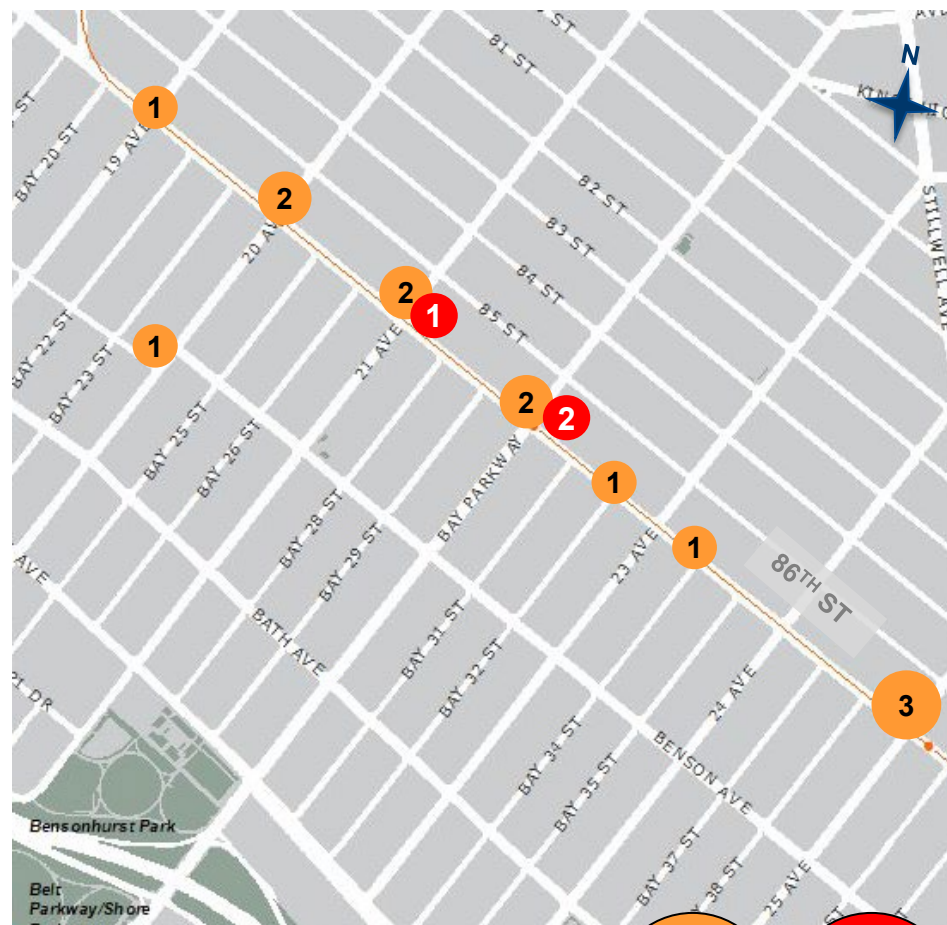 81 ST
N
1
19 AVE
BAY 20 ST
82 ST
2
20 AV
83 ST
STILLWELL AVE
84 ST
2
1
85 ST
BAY 22 ST
1
21 AVE
BAY 23 ST
2
2
BAY 25 ST
BAY 26 ST
BAY PARKWAY
1
BAY 28 ST
BAY 29 ST
23 AVE
1
86TH ST
AVE
BATH AVE
BAY 31 ST
BAY 32 ST
24 AVE
3
BENSON AVE
BAY 34 ST
BAY 35 ST
Bensonhurst Park
BAY 37 ST
38 ST
25 AVE
Belt
Parkway/Shore